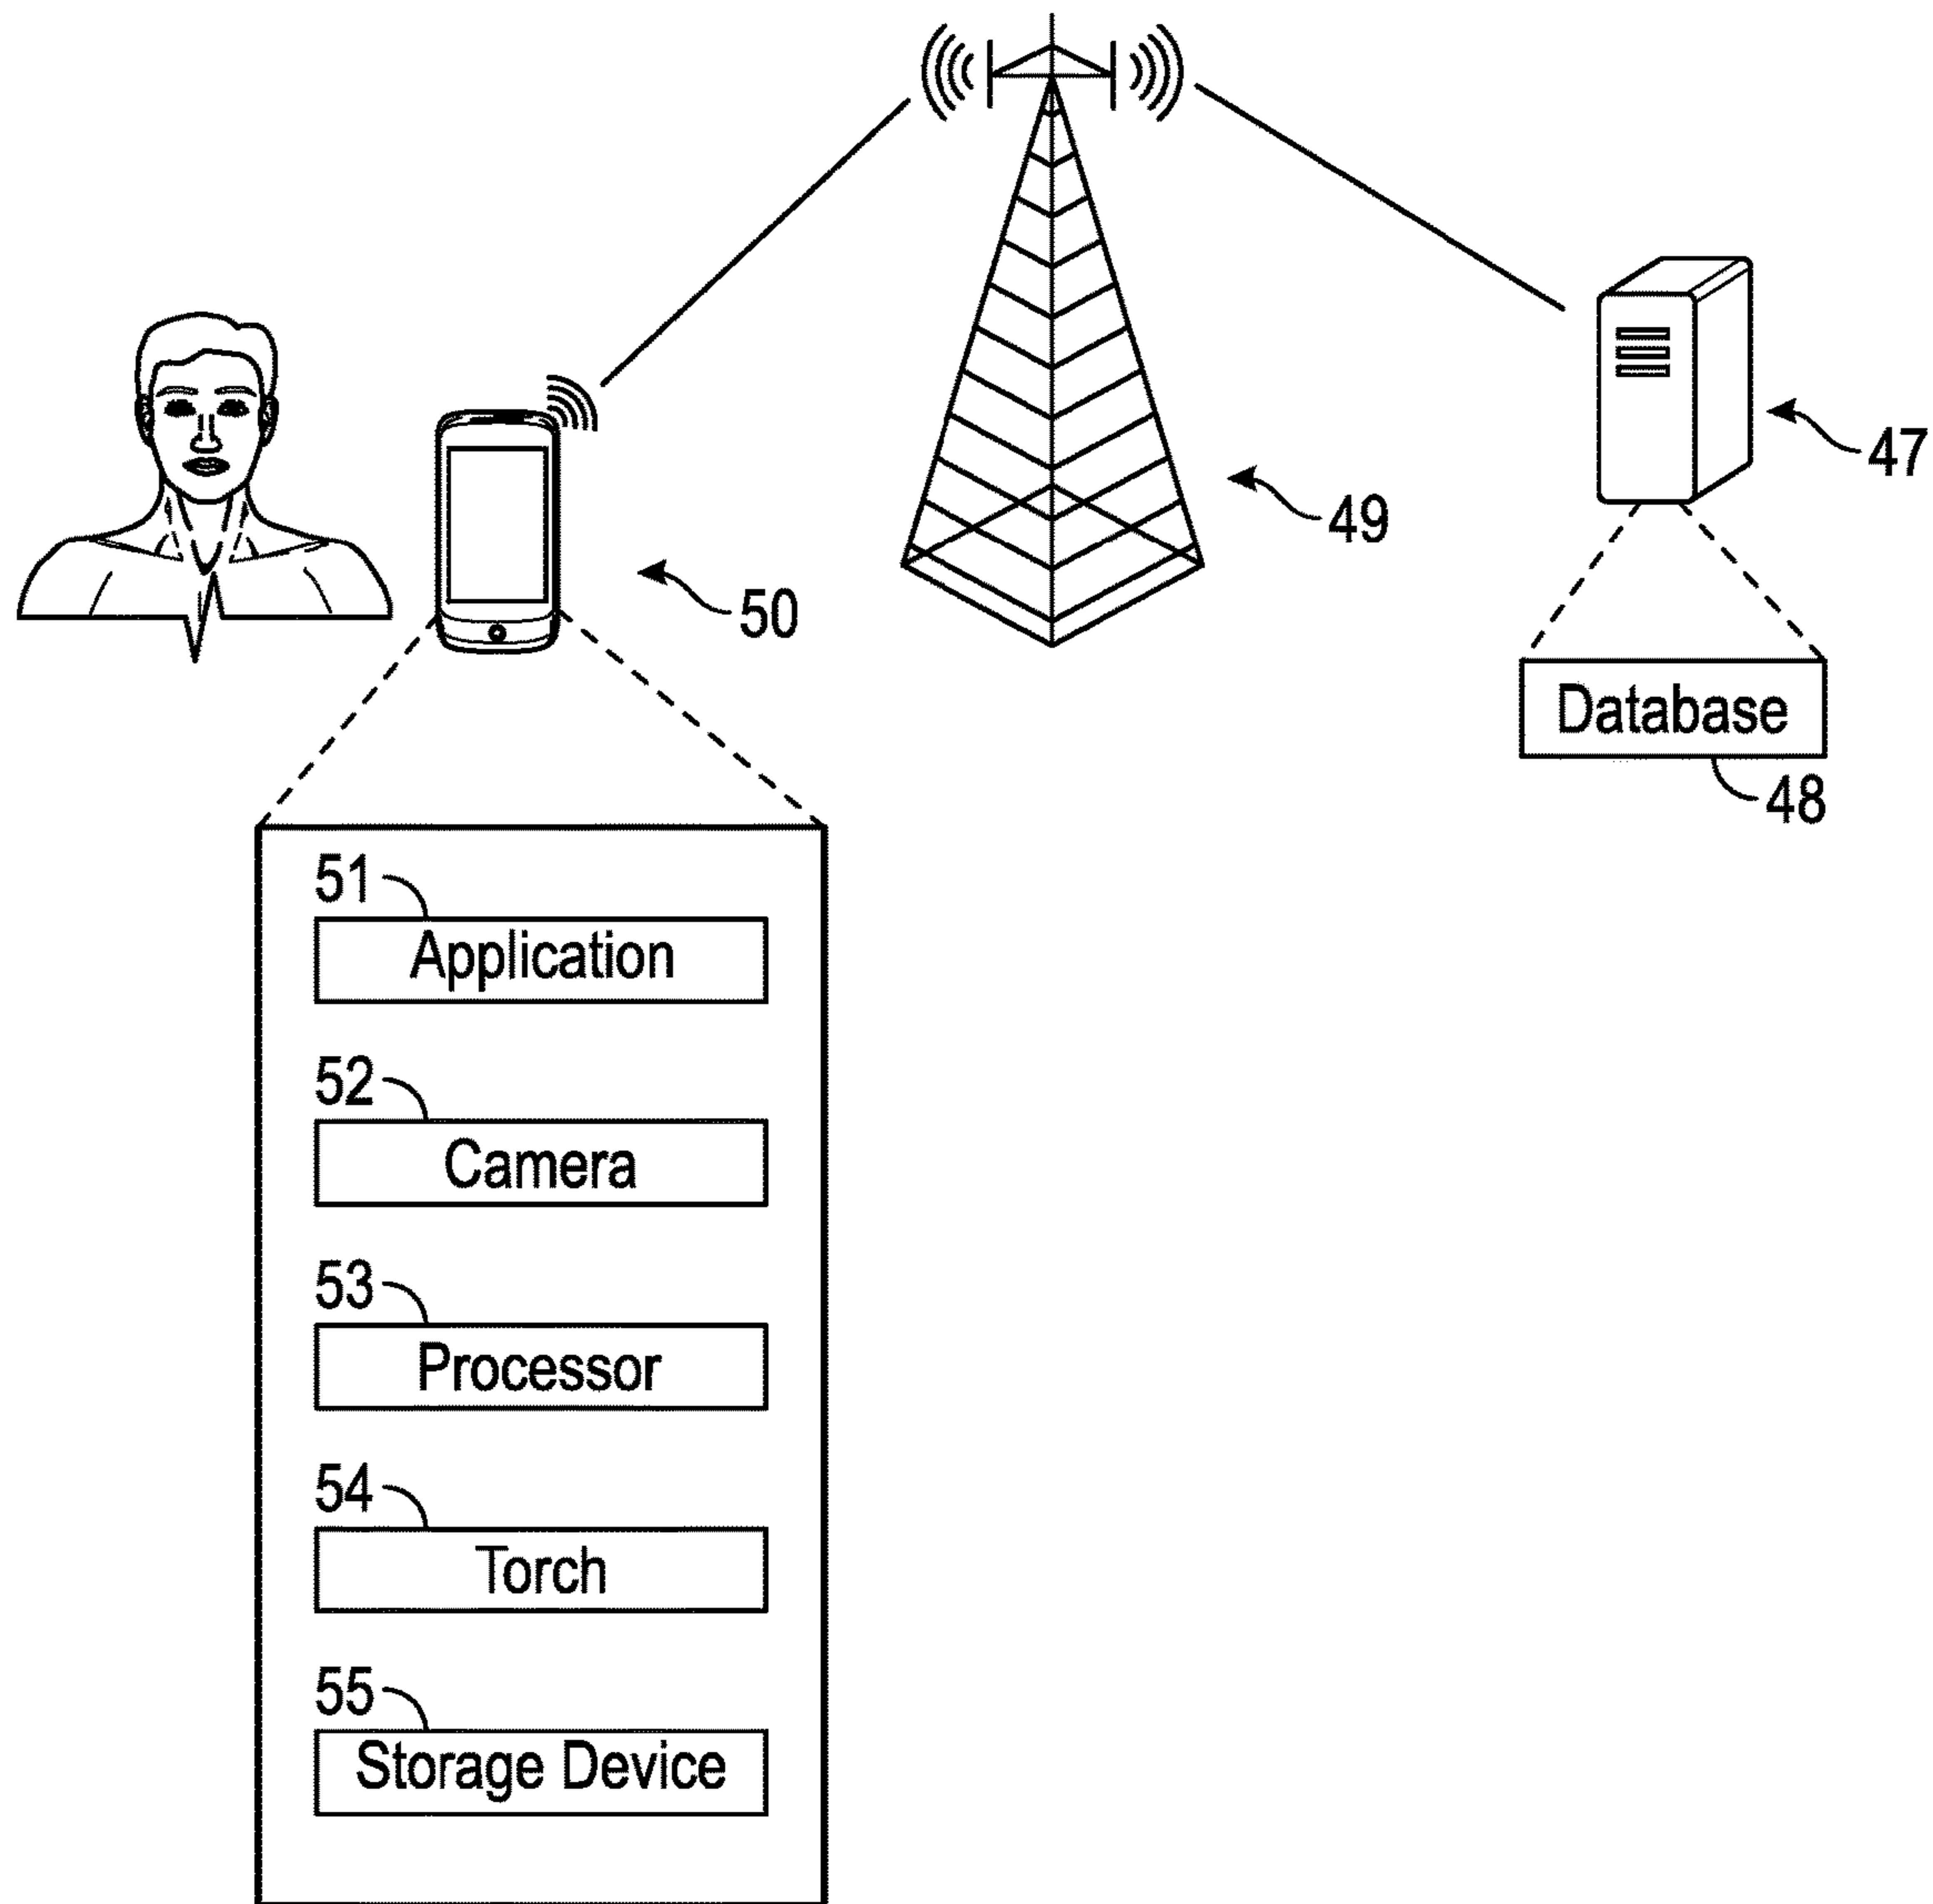 47
49
50
Database
48
51
Application
52
Camera
53
Processor
54
Torch
55
Storage Device